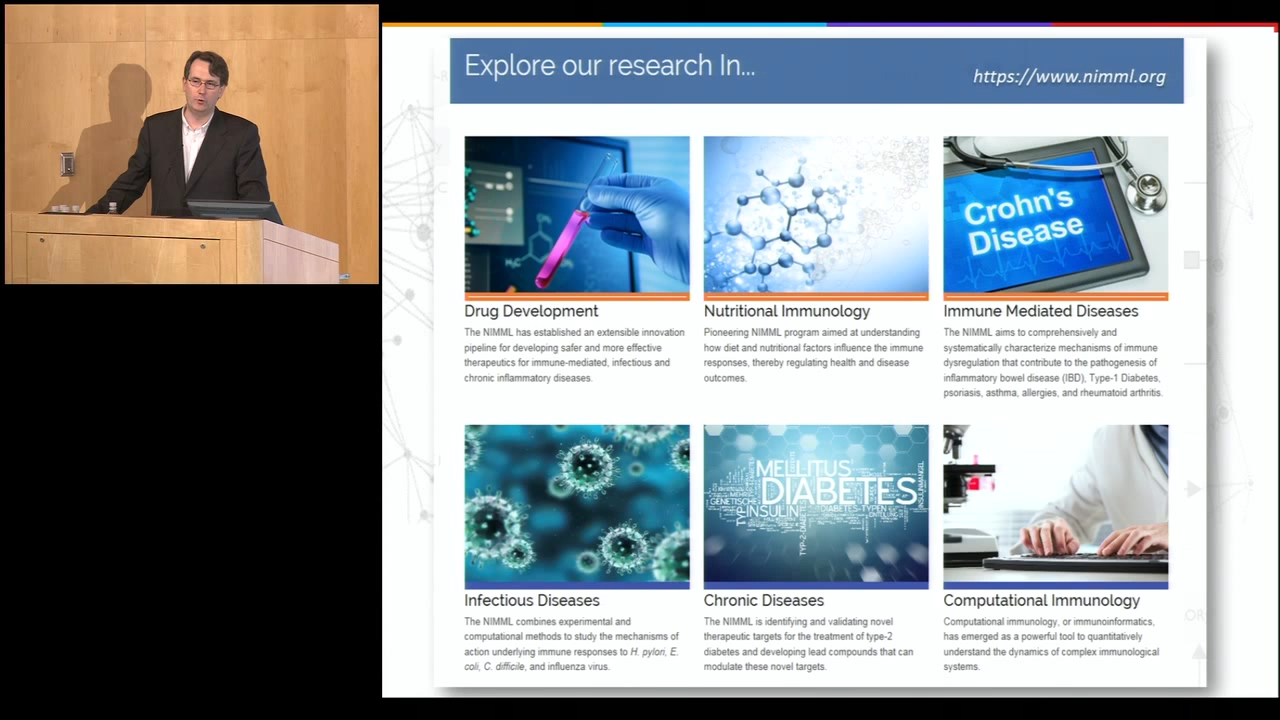 Explore our research In...
https://www.nimml.org
Crohn's
Disease
Drug Development
The NIMML has established an extensible innovation
pipeline for developing safer and more effective
therapeutics for immune-mediated, infectious and
chronic inflammatory diseases.
Nutritional Immunology
Pioneering NIMML program aimed at understanding
how diet and nutritional factors influence the immune
responses, thereby regulating health and disease
outcomes.
Immune Mediated Diseases
The NIMML aims to comprehensively and
systematically characterize mechanisms of immune
dysregulation that contribute to the pathogenesis of
inflammatory bowel disease (IBD), Type-1 Diabetes,
psoriasis, asthma, allergies, and rheumatoid arthritis.
MELLITUS
DIABETES
GENETISCHE
INSULIN
DIABETES-TYPEN
TYP-2-DIABETES
INSULINMANGEL
Infectious Diseases
The NIMML combines experimental and
computational methods to study the mechanisms of
action underlying immune responses to H. pylori, E.
coli, C. difficile, and influenza virus.
Chronic Diseases
The NIMML is identifying and validating novel
therapeutic targets for the treatment of type-2
diabetes and developing lead compounds that can
modulate these novel targets.
Computational Immunology
Computational immunology, or immunoinformatics,
has emerged as a powerful tool to quantitatively
understand the dynamics of complex immunological
systems.